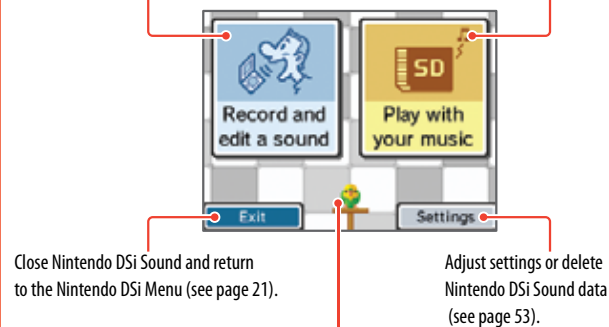 SD
Record and
edit a sound
Play with
your music
Exit
Settings
Close Nintendo DSi Sound and return
to the Nintendo DSi Menu (see page 21).
Adjust settings or delete
Nintendo DSi Sound data
(see page 53).